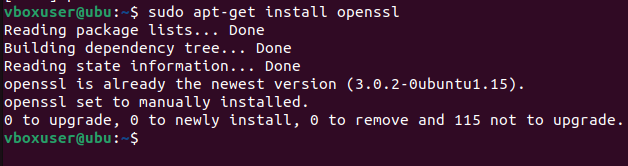 vboxuser@ubu:~$ sudo apt-get install openssl
Reading package lists... Done
Building dependency tree... Done
Reading state information... Done
openssl is already the newest version (3.0.2-0ubuntu1.15).
openssl set to manually installed.
0 to upgrade, 0 to newly install, 0 to remove and 115 not to upgrade.
vboxuser@ubu:~$